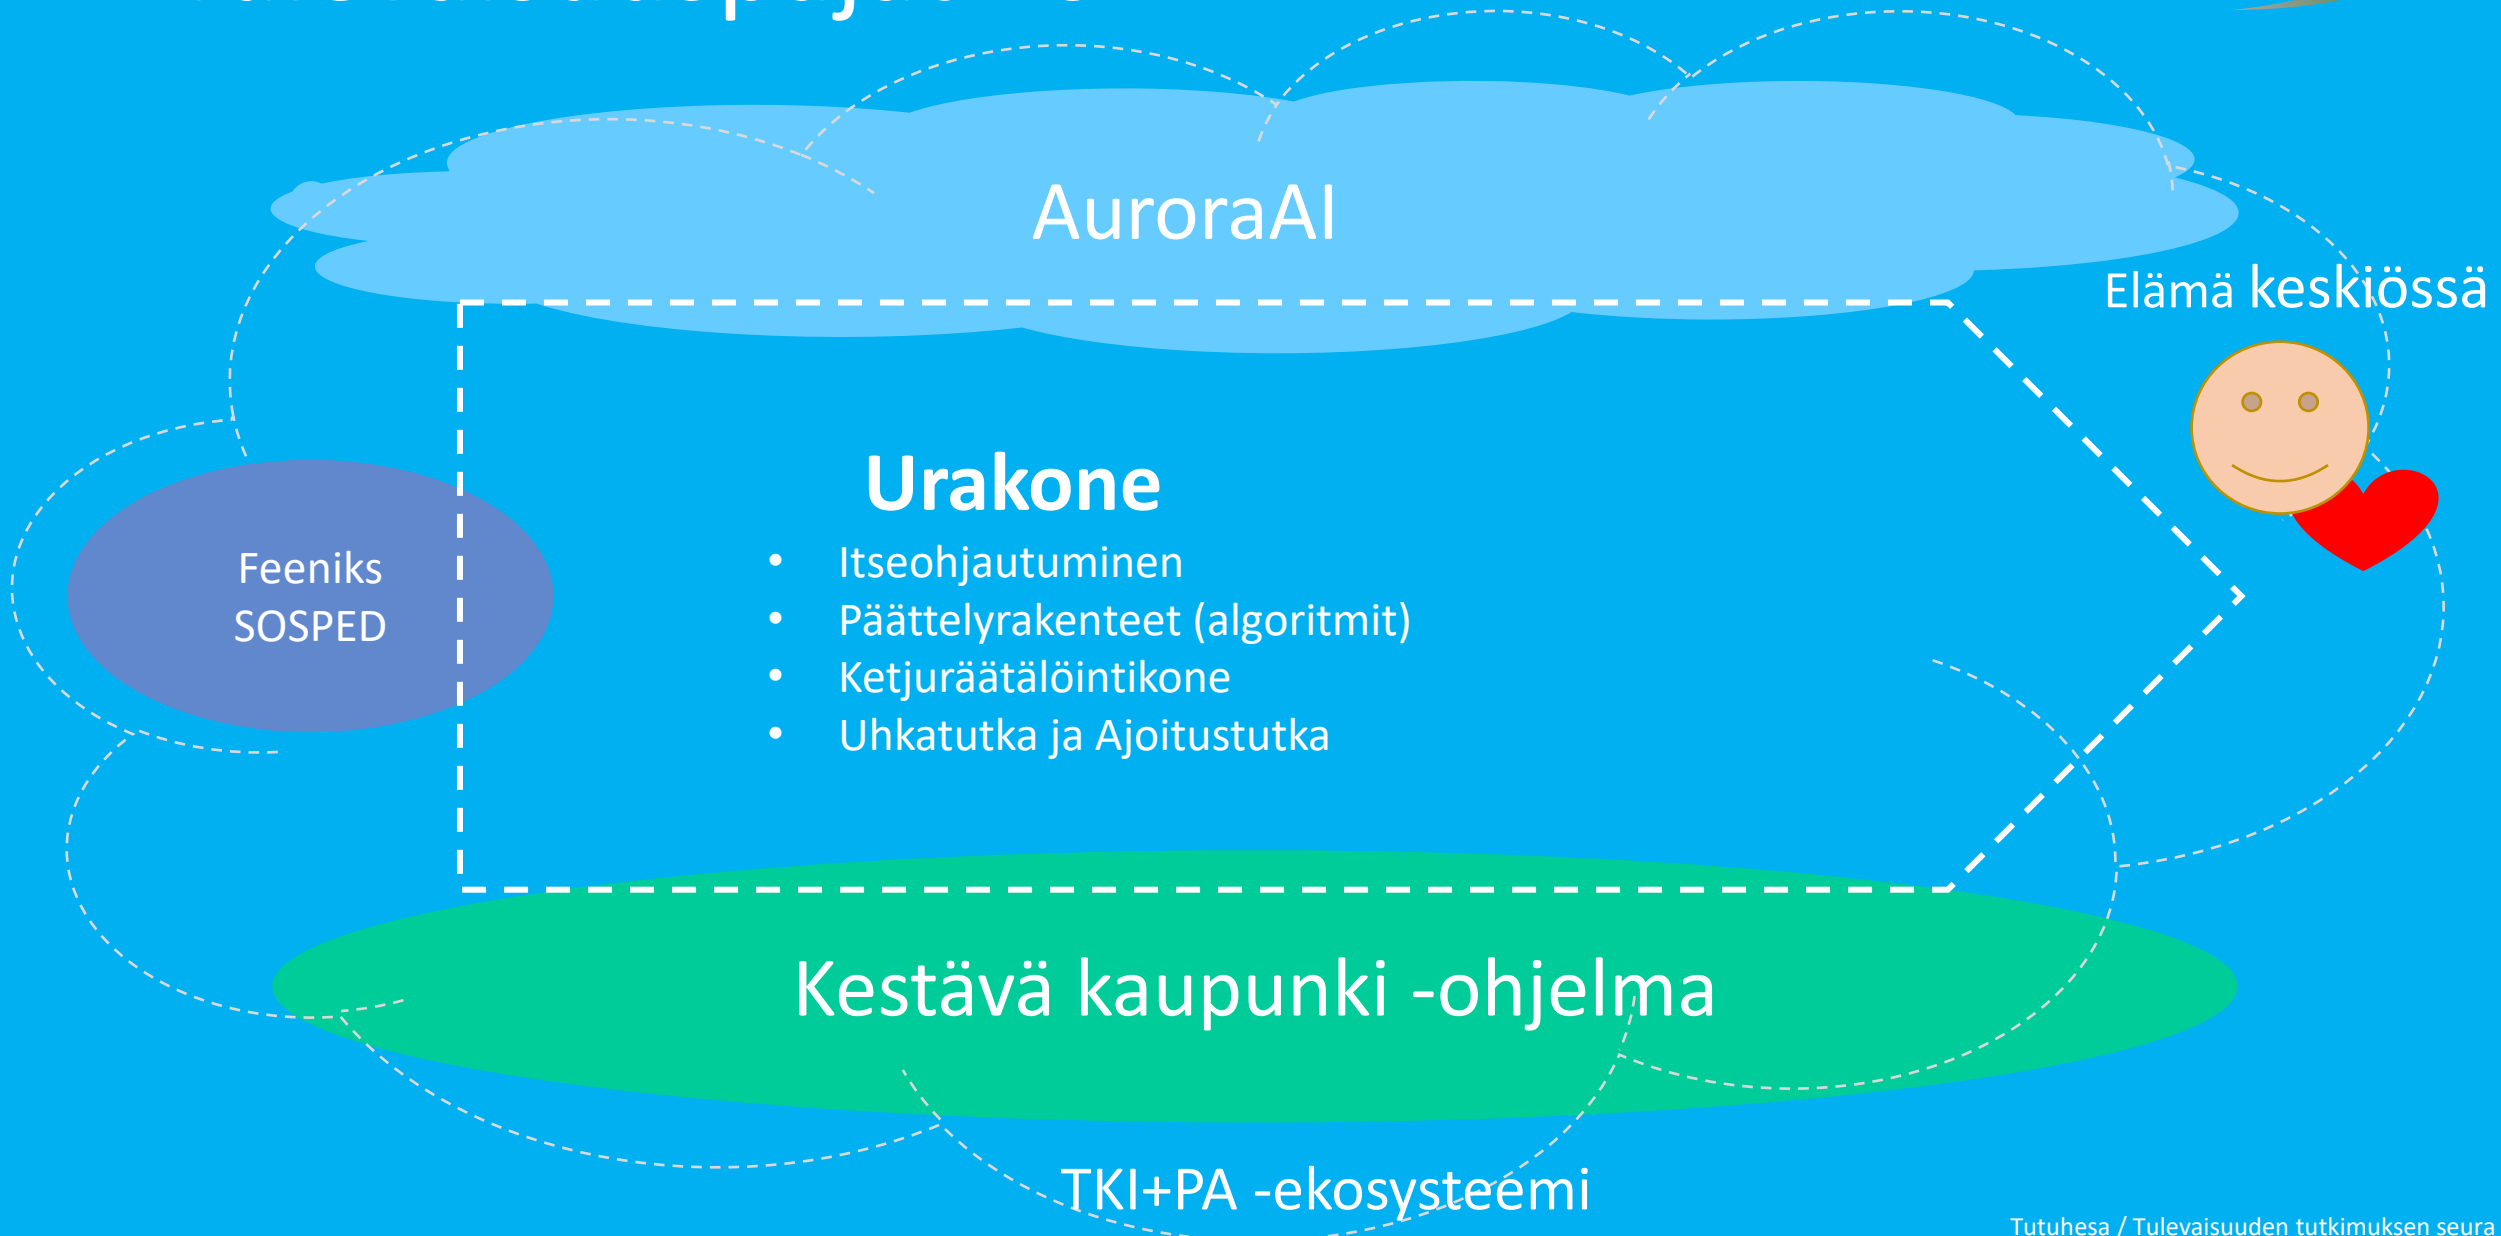 AuroraAI
Elämä keskiössä
Urakone
• Itseohjautuminen
• Päättelyrakenteet (algoritmit)
• Ketjuräätälöintikone
• Uhkatutka ja Ajoitustutka
Feeniks
SOSPED
Kestävä kaupunki -ohjelma
TKI+PA -ekosysteemi
Tutuhesa / Tulevaisuuden tutkimuksen seura